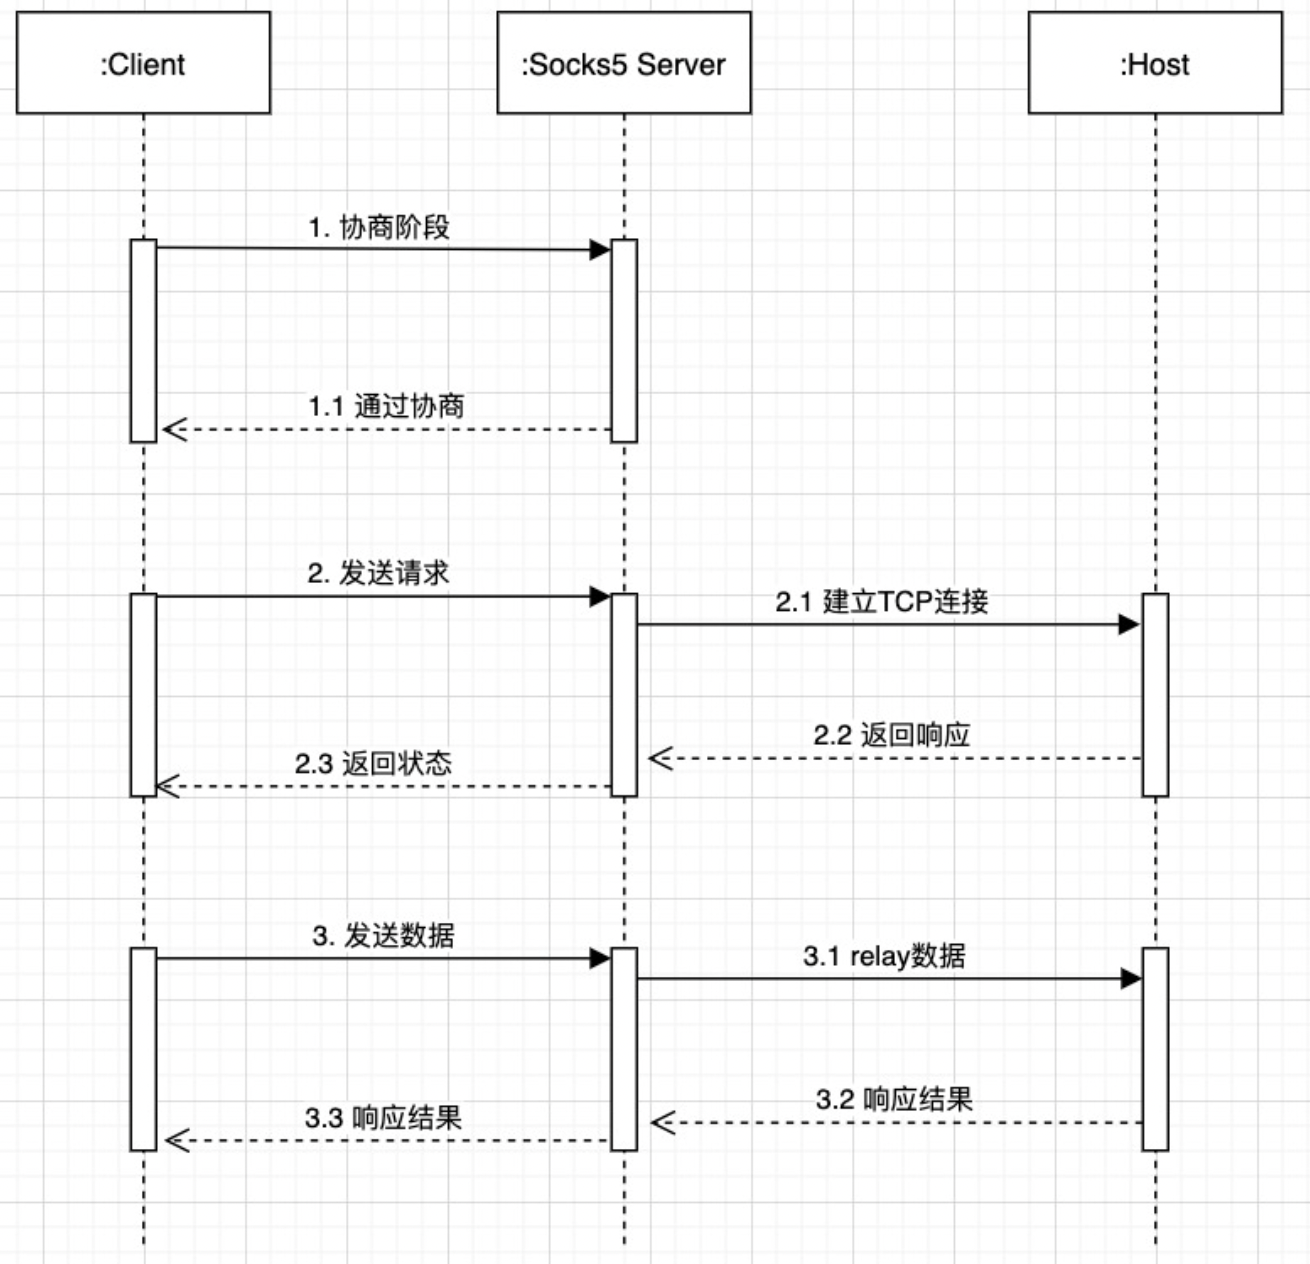 :Client
:Socks5 Server
:Host
1. 协商阶段
1.1 通过协商
2. 发送请求
2.1 建立TCP连接
2.2 返回响应
2.3 返回状态
3. 发送数据
3.1 relay数据
3.2 响应结果
3.3 响应结果